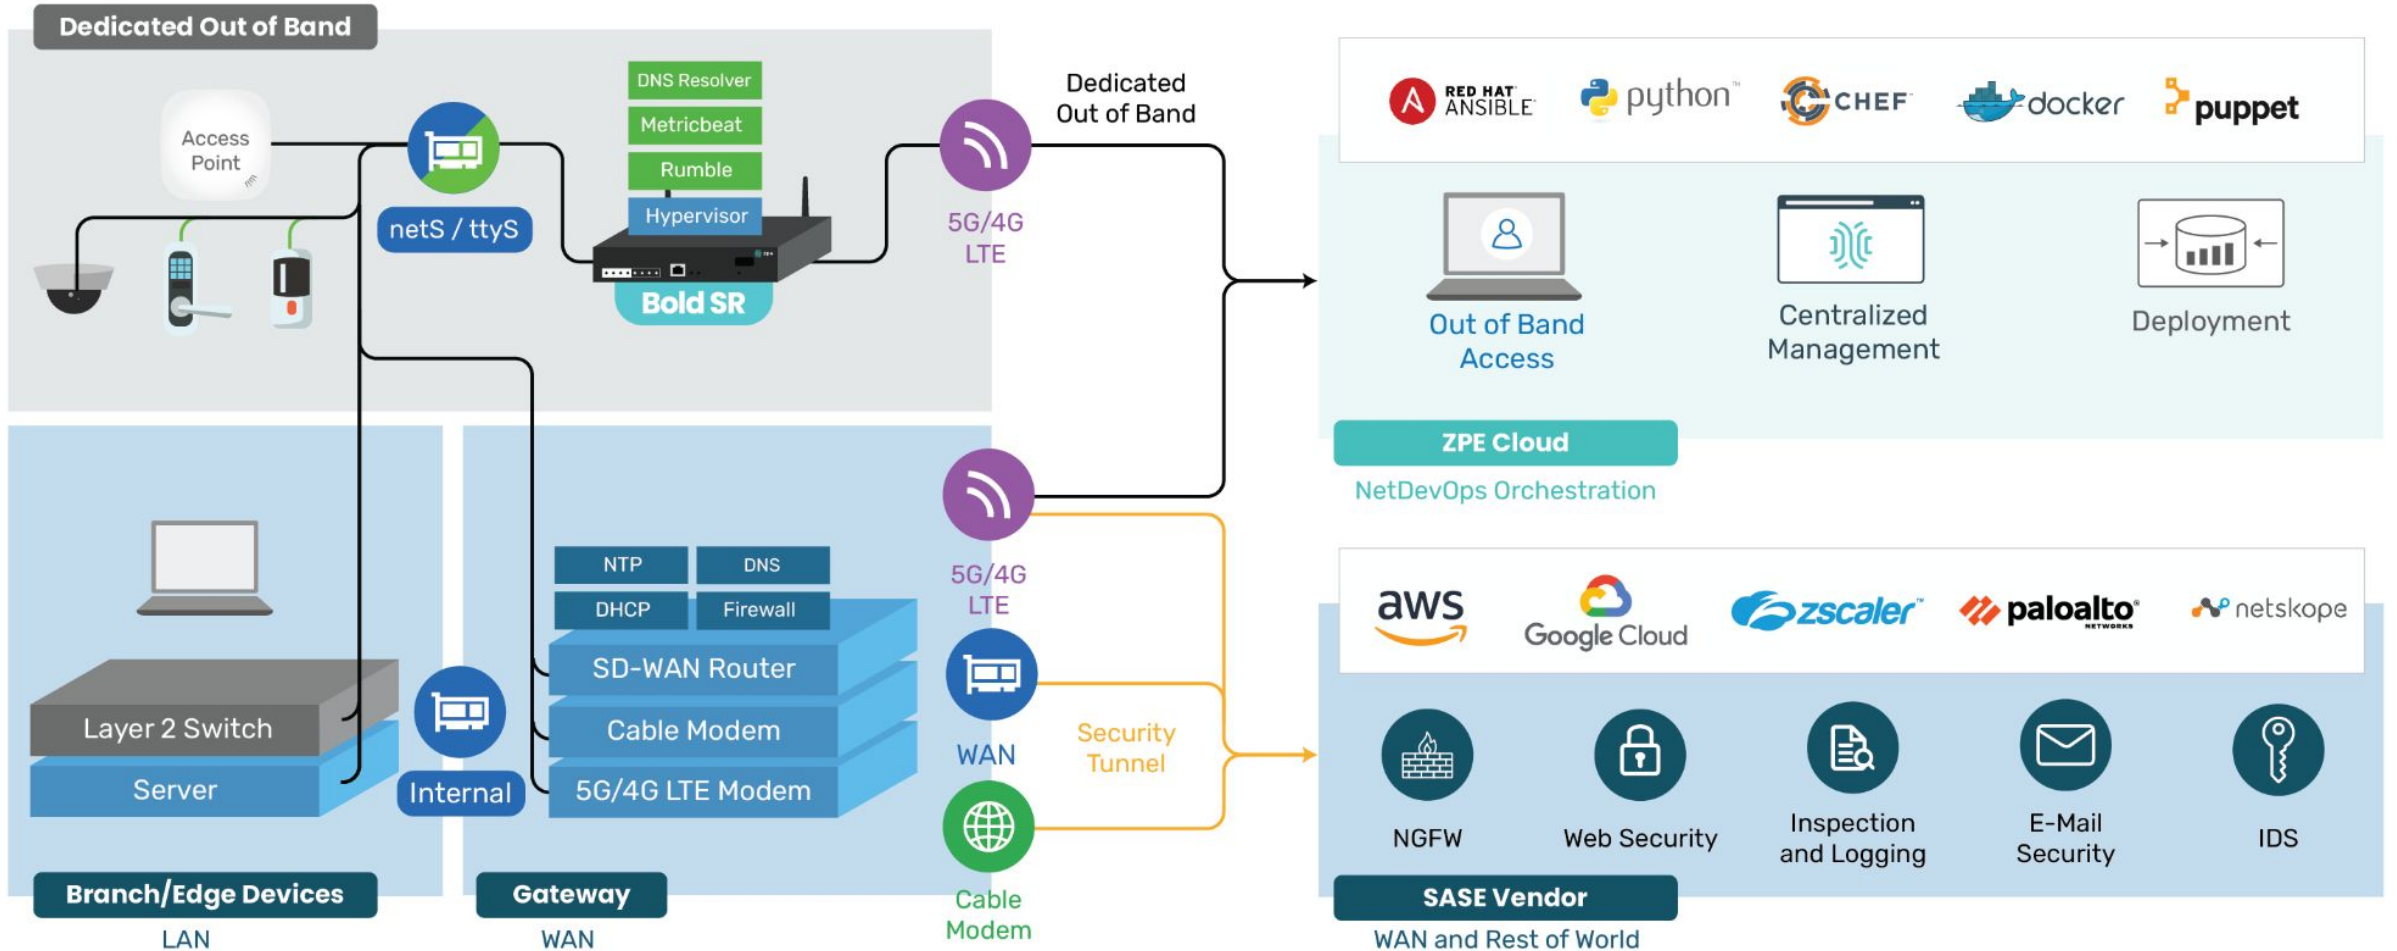 Dedicated Out of Band
Access
Point
netS / ttyS
DNS Resolver
Metricbeat
Rumble
Hypervisor
Bold SR
5G/4G
LTE
Dedicated
Out of Band
RED HAT
ANSIBLE
python™
CHEF
docker
puppet
Out of Band
Access
Centralized
Management
Deployment
ZPE Cloud
NetDevOps Orchestration
Layer 2 Switch
Server
Internal
Branch/Edge Devices
LAN
NTP
DNS
DHCP
Firewall
SD-WAN Router
Cable Modem
5G/4G LTE Modem
Gateway
WAN
5G/4G
LTE
WAN
Cable
Modem
Security
Tunnel
aws
Google Cloud
zscaler™
paloalto®
NETWORKS
netskope
NGFW
Web Security
Inspection
and Logging
E-Mail
Security
IDS
SASE Vendor
WAN and Rest of World